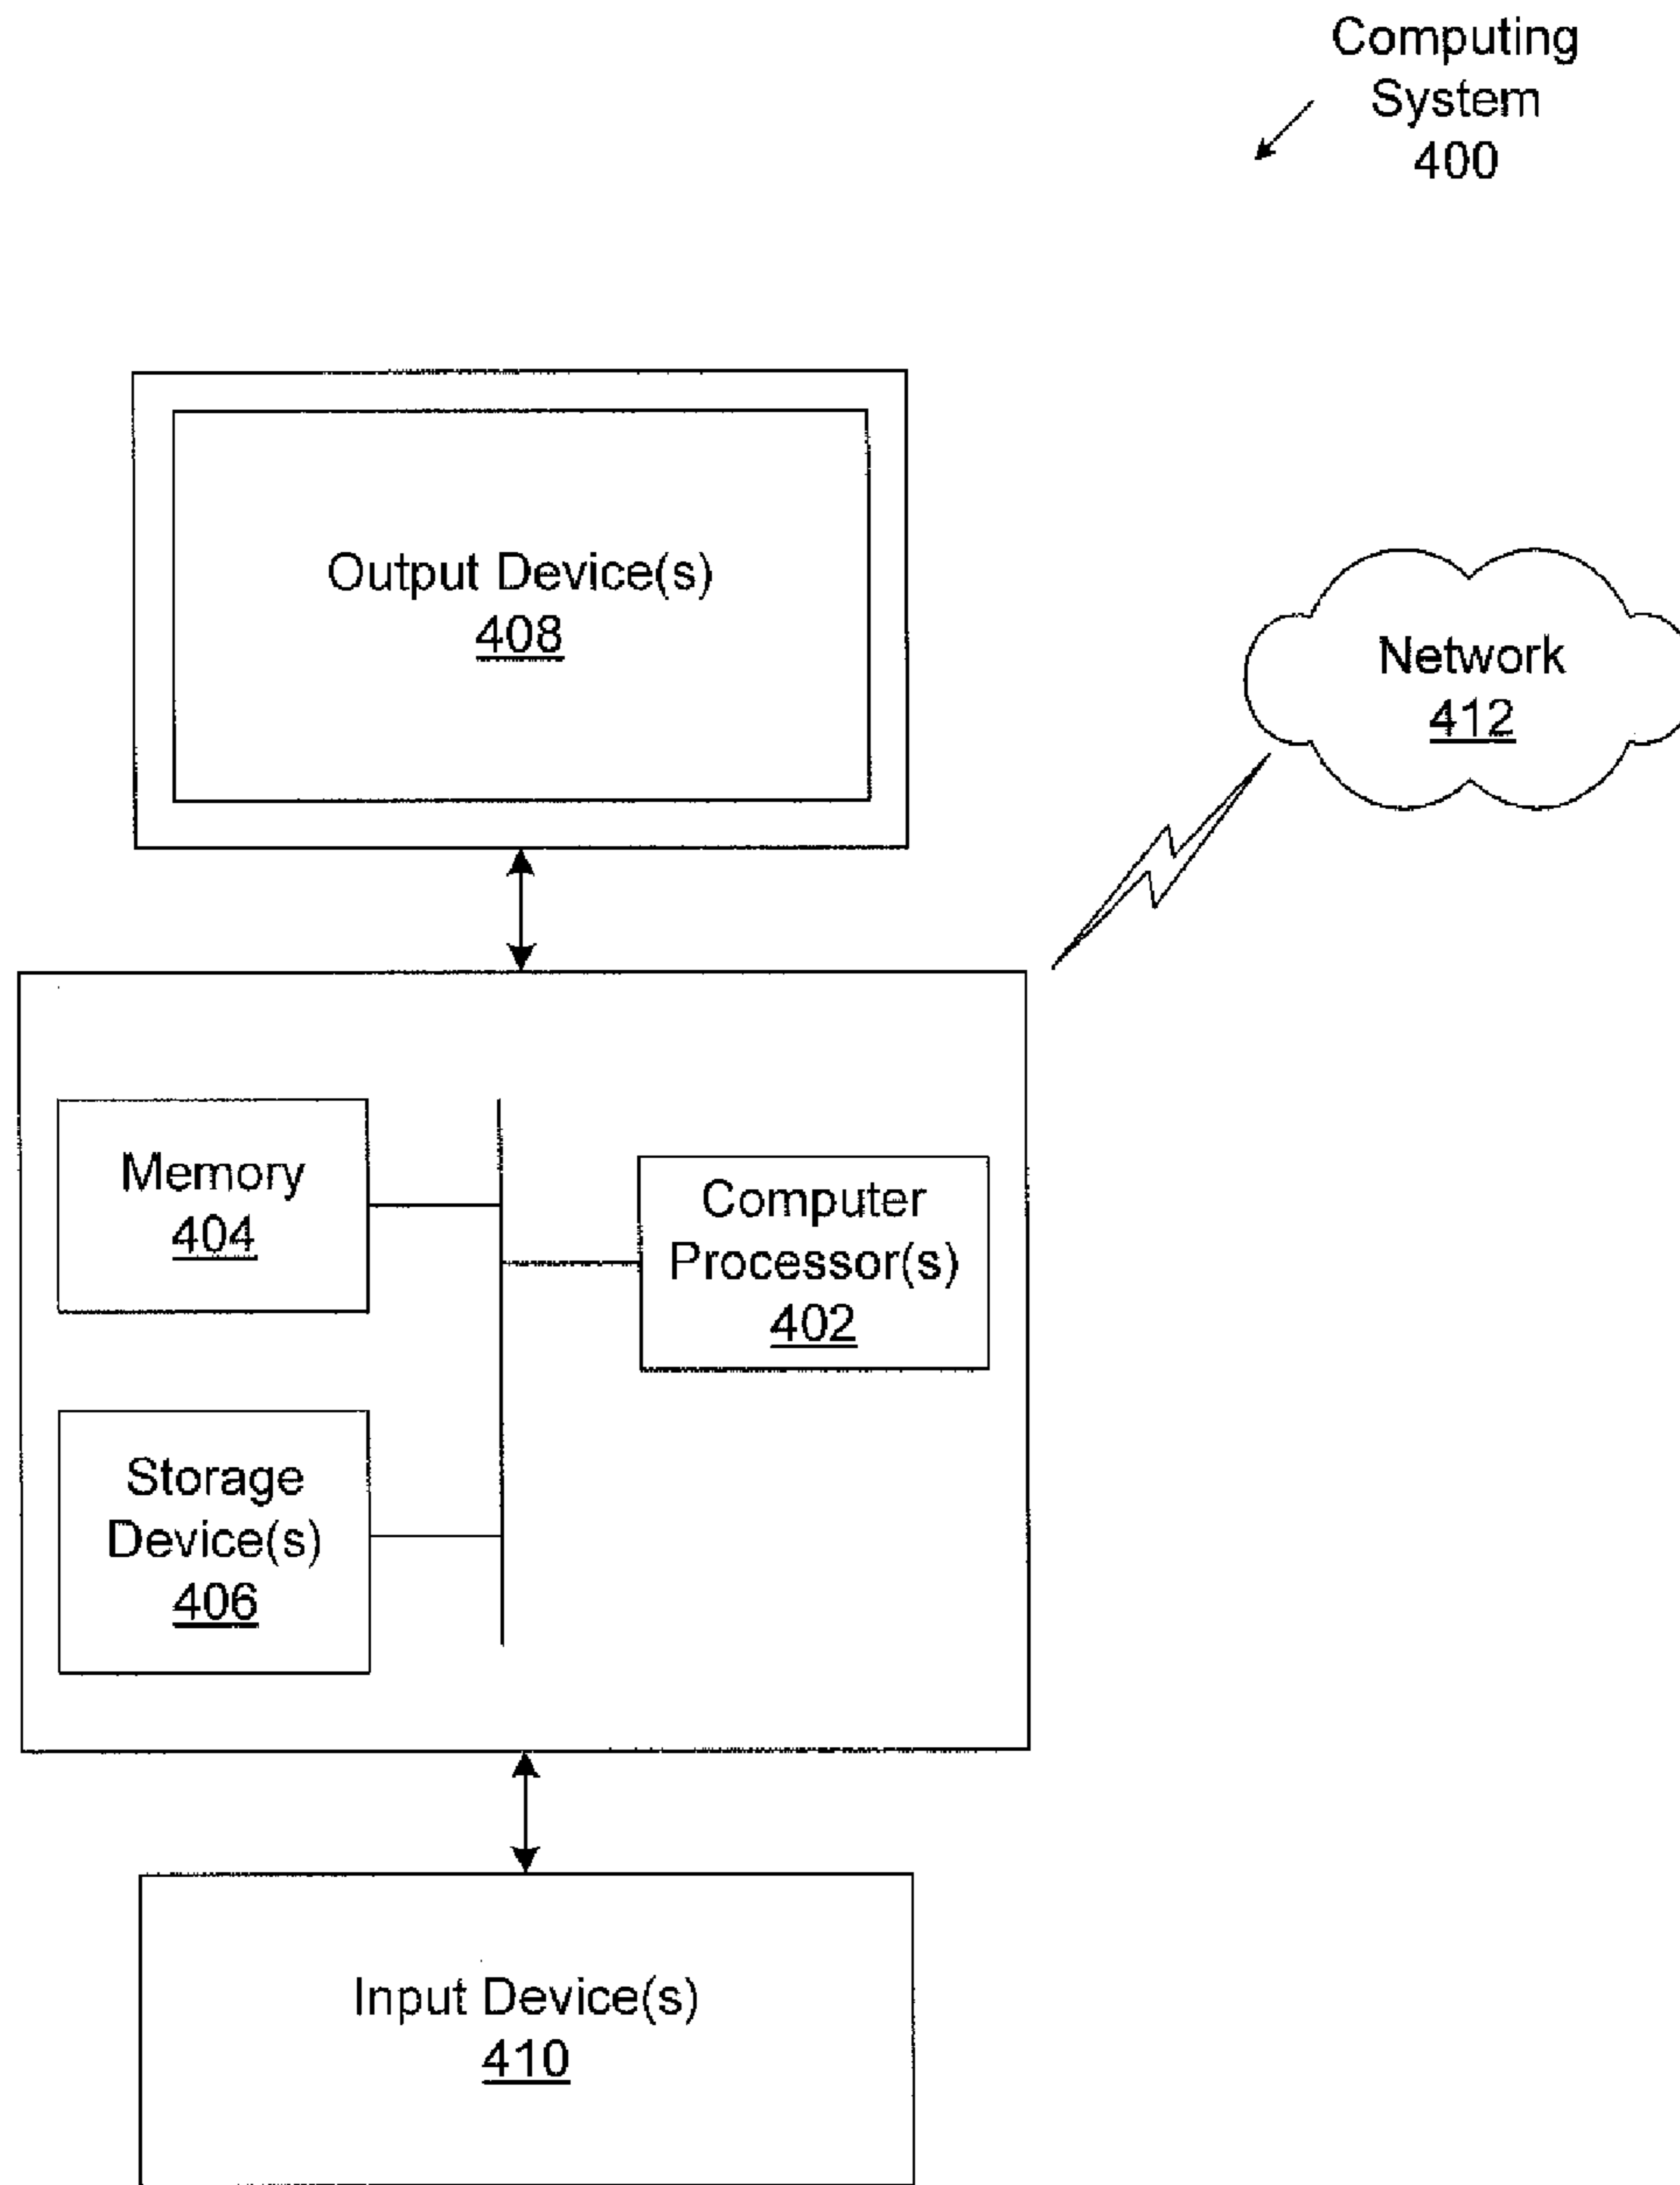 Computing
System
400
Output Device(s)
408
Network
412
Memory
404
Computer
Processor(s)
402
Storage
Device(s)
406
Input Device(s)
410